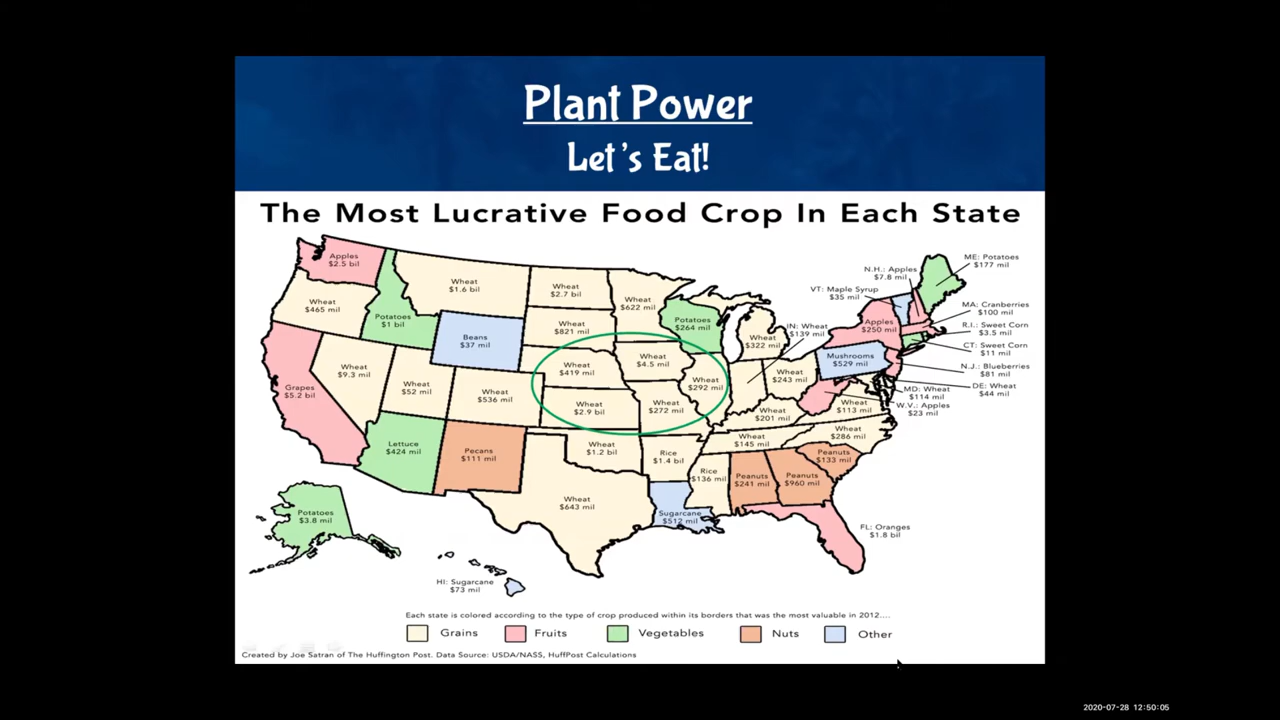 Plant Power
Let's Eat!
The Most Lucrative Food Crop In Each State
Apples
$2.5 bil
Wheat
$465 mil
Potatoes
$1 bil
Wheat
$1.6 bil
Wheat
$2.7 bil
Wheat
$622 mil
Potatoes
$264 mil
Wheat
$821 mil
Beans
$37 mil
Wheat
$322 mil
IN: Wheat
$139 mil
N.H.: Apples
$7.8 mil
VT: Maple Syrup
$35 mil
ME: Potatoes
$177 mil
MA: Cranberries
$100 mil
R.I.: Sweet Corn
$3.5 mil
CT: Sweet Corn
$11 mil
N.J.: Blueberries
$81 mil
DE: Wheat
$44 mil
MD: Wheat
$114 mil
W.V.: Apples
$23 mil
Apples
$250 mil
Mushrooms
$529 mil
Grapes
$5.2 bil
Wheat
$9.3 mil
Wheat
$52 mil
Wheat
$536 mil
Wheat
$419 mil
Wheat
$4.5 mil
Wheat
$292 mil
Wheat
$243 mil
Wheat
$2.9 bil
Wheat
$272 mil
Wheat
$201 mil
Wheat
$113 mil
Wheat
$286 mil
Wheat
$145 mil
Lettuce
$424 mil
Pecans
$111 mil
Wheat
$1.2 bil
Rice
$1.4 bil
Rice
$136 mil
Peanuts
$241 mil
Peanuts
$960 mil
Peanuts
$133 mil
Wheat
$643 mil
Sugarcane
$512 mil
FL: Oranges
$1.8 bil
Potatoes
$3.8 mil
HI: Sugarcane
$73 mil
Each state is colored according to the type of crop produced within its borders that was the most valuable in 2012....
Grains
Fruits
Vegetables
Nuts
Other
Created by Joe Satran of The Huffington Post. Data Source: USDA/NASS, HuffPost Calculations
2020-07-28 12:50:05